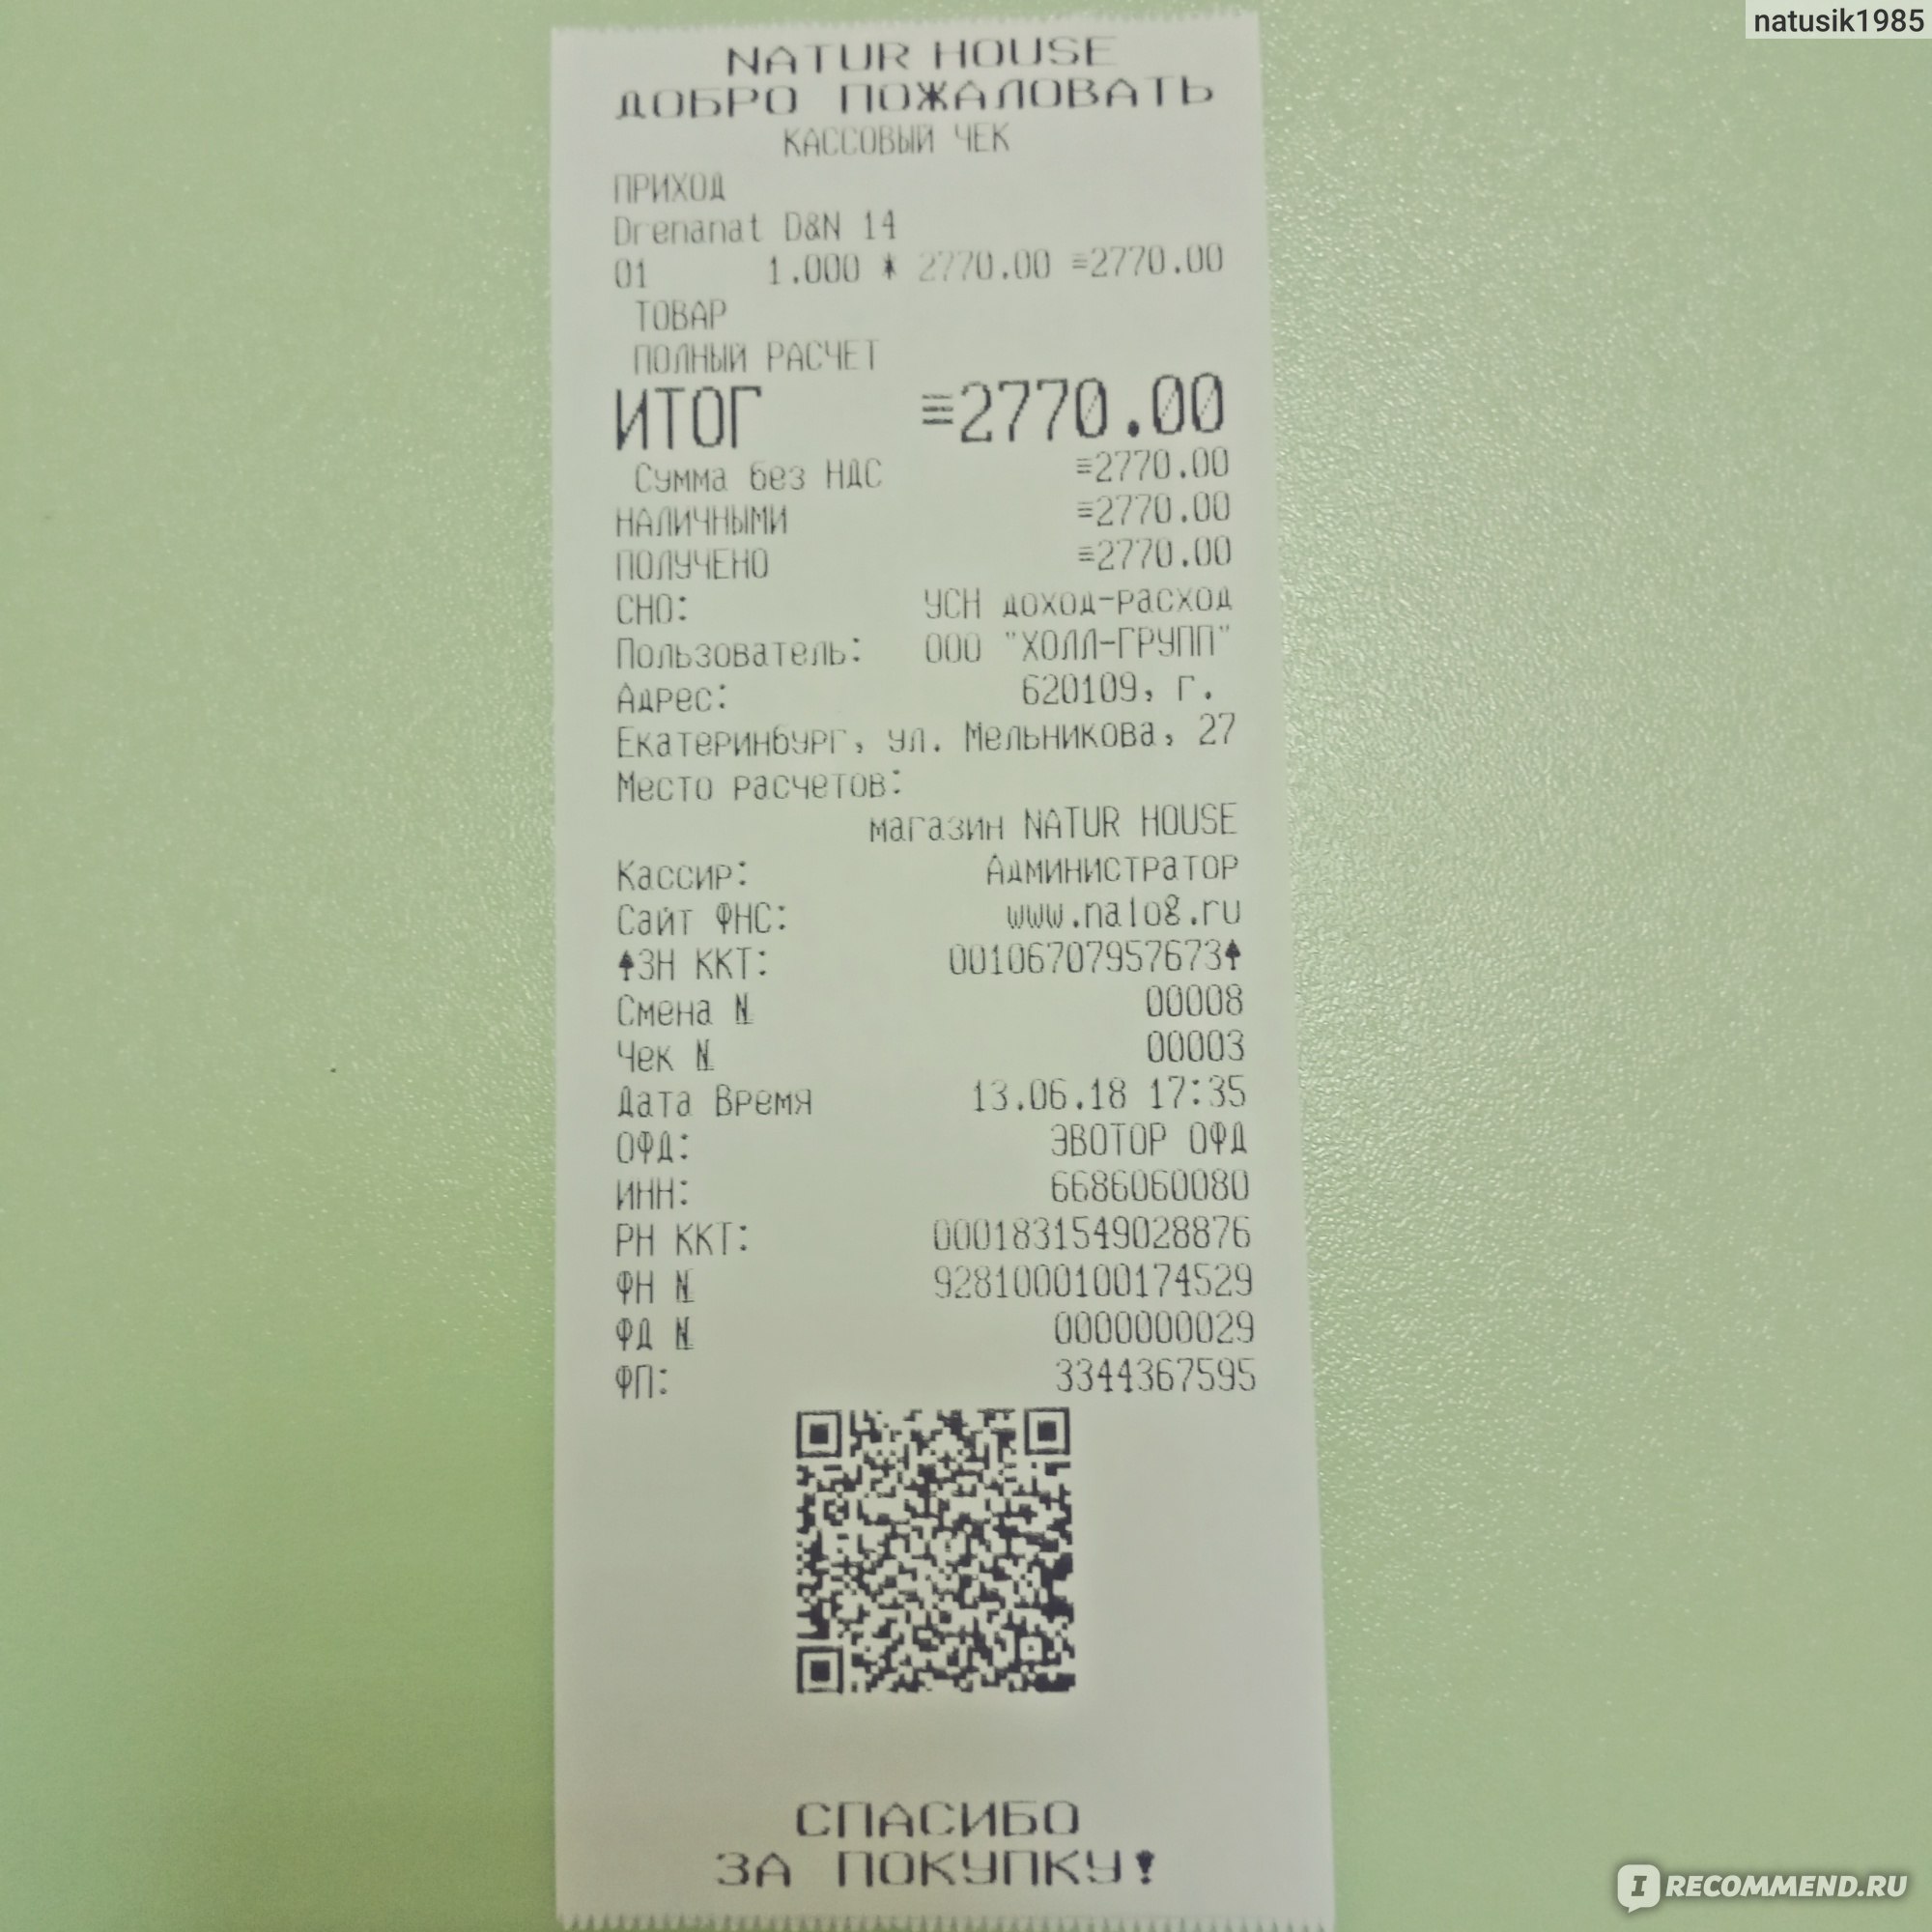 natusik1985
NATUR HOUSE
ДОБРО ПОЖАЛОВАТЬ
КАССОВЫЙ ЧЕК
ПРИХОД
Drenanat D&N 14
01 1.000 * 2770.00 ≡2770.00
ТОВАР
ПОЛНЫЙ РАСЧЕТ
ИТОГ ≡2770.00
Сумма без НДС ≡2770.00
НАЛИЧНЫМИ ≡2770.00
ПОЛУЧЕНО ≡2770.00
СНО: УСН доход-расход
Пользователь: ООО "ХОЛЛ-ГРУПП"
Адрес: 620109, г.
Екатеринбург, ул. Мельникова, 27
Место расчетов:
магазин NATUR HOUSE
Кассир: Администратор
Сайт ФНС: www.nalog.ru
ЗН ККТ: 00106707957673
Смена № 00008
Чек № 00003
Дата Время 13.06.18 17:35
ОФД: ЭВОТОР ОФД
ИНН: 6686060080
РН ККТ: 0001831549028876
ФН № 9281000100174529
ФД № 0000000029
ФП: 3344367595
СПАСИБО
ЗА ПОКУПКУ!
I RECOMMEND.RU